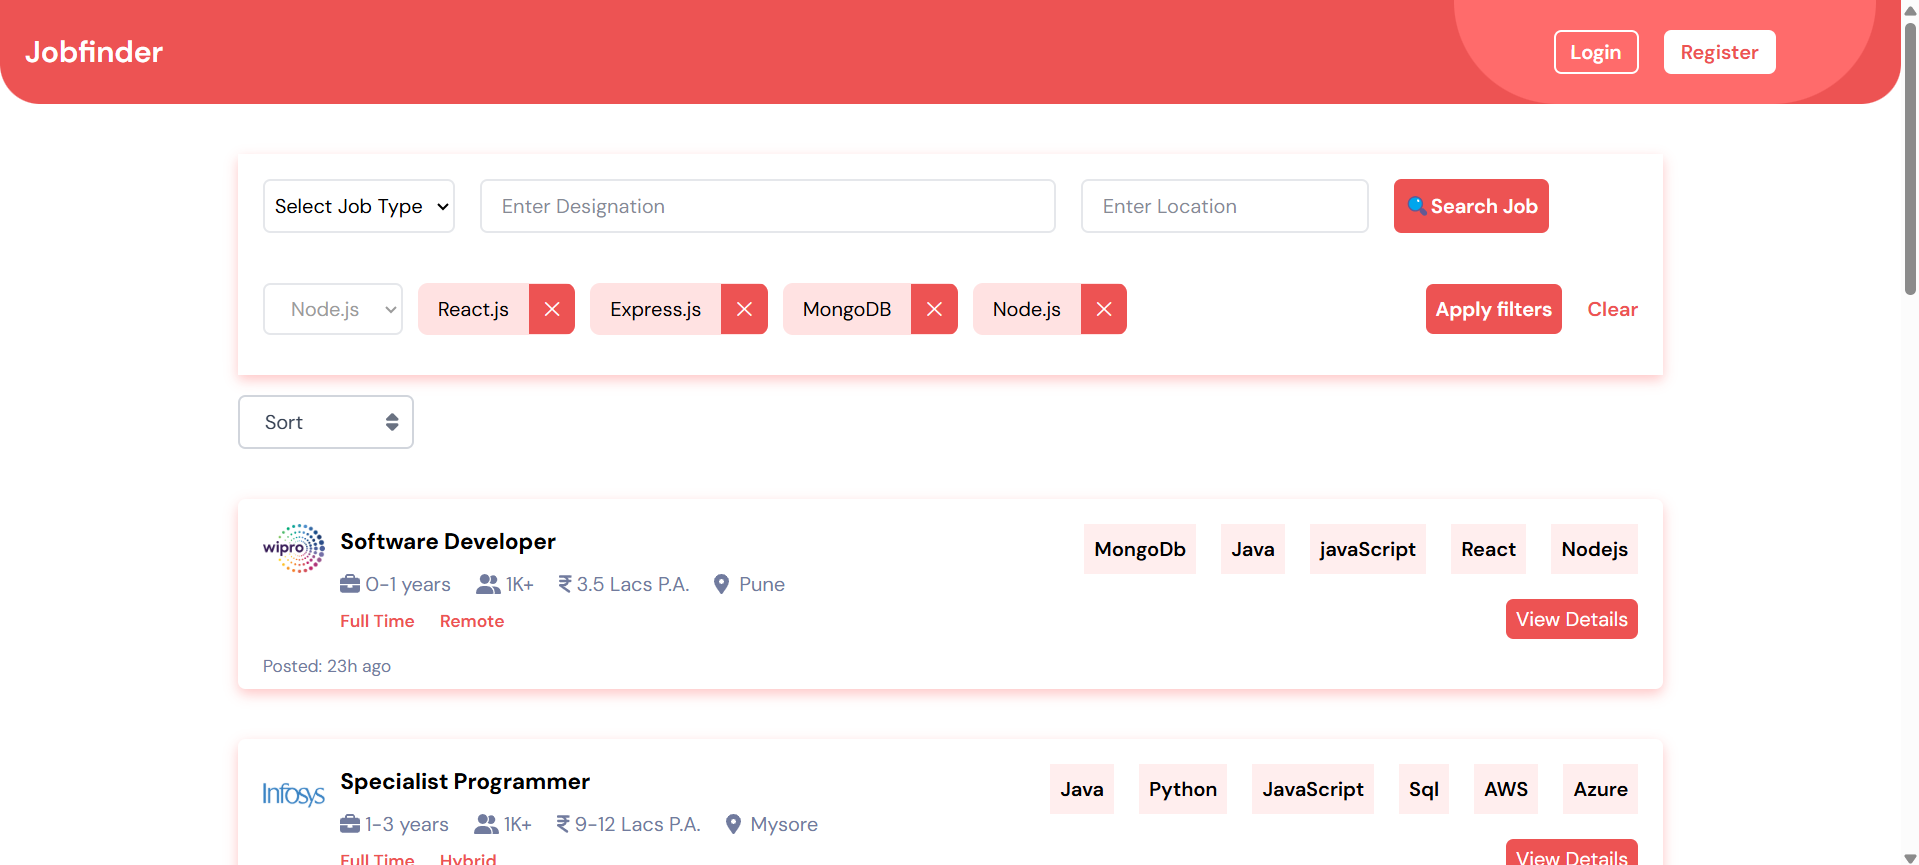 Jobfinder
Login
Register
Select Job Type
Enter Designation
Enter Location
Search Job
Node.js
React.js
Express.js
MongoDB
Node.js
Apply filters
Clear
Sort
wipro
Software Developer
MongoDb
Java
javaScript
React
Nodejs
0-1 years
1K+
₹ 3.5 Lacs P.A.
Pune
Full Time
Remote
View Details
Posted: 23h ago
Infosys
Specialist Programmer
Java
Python
JavaScript
Sql
AWS
Azure
1-3 years
1K+
₹ 9-12 Lacs P.A.
Mysore
Full Time
Hybrid
View Details